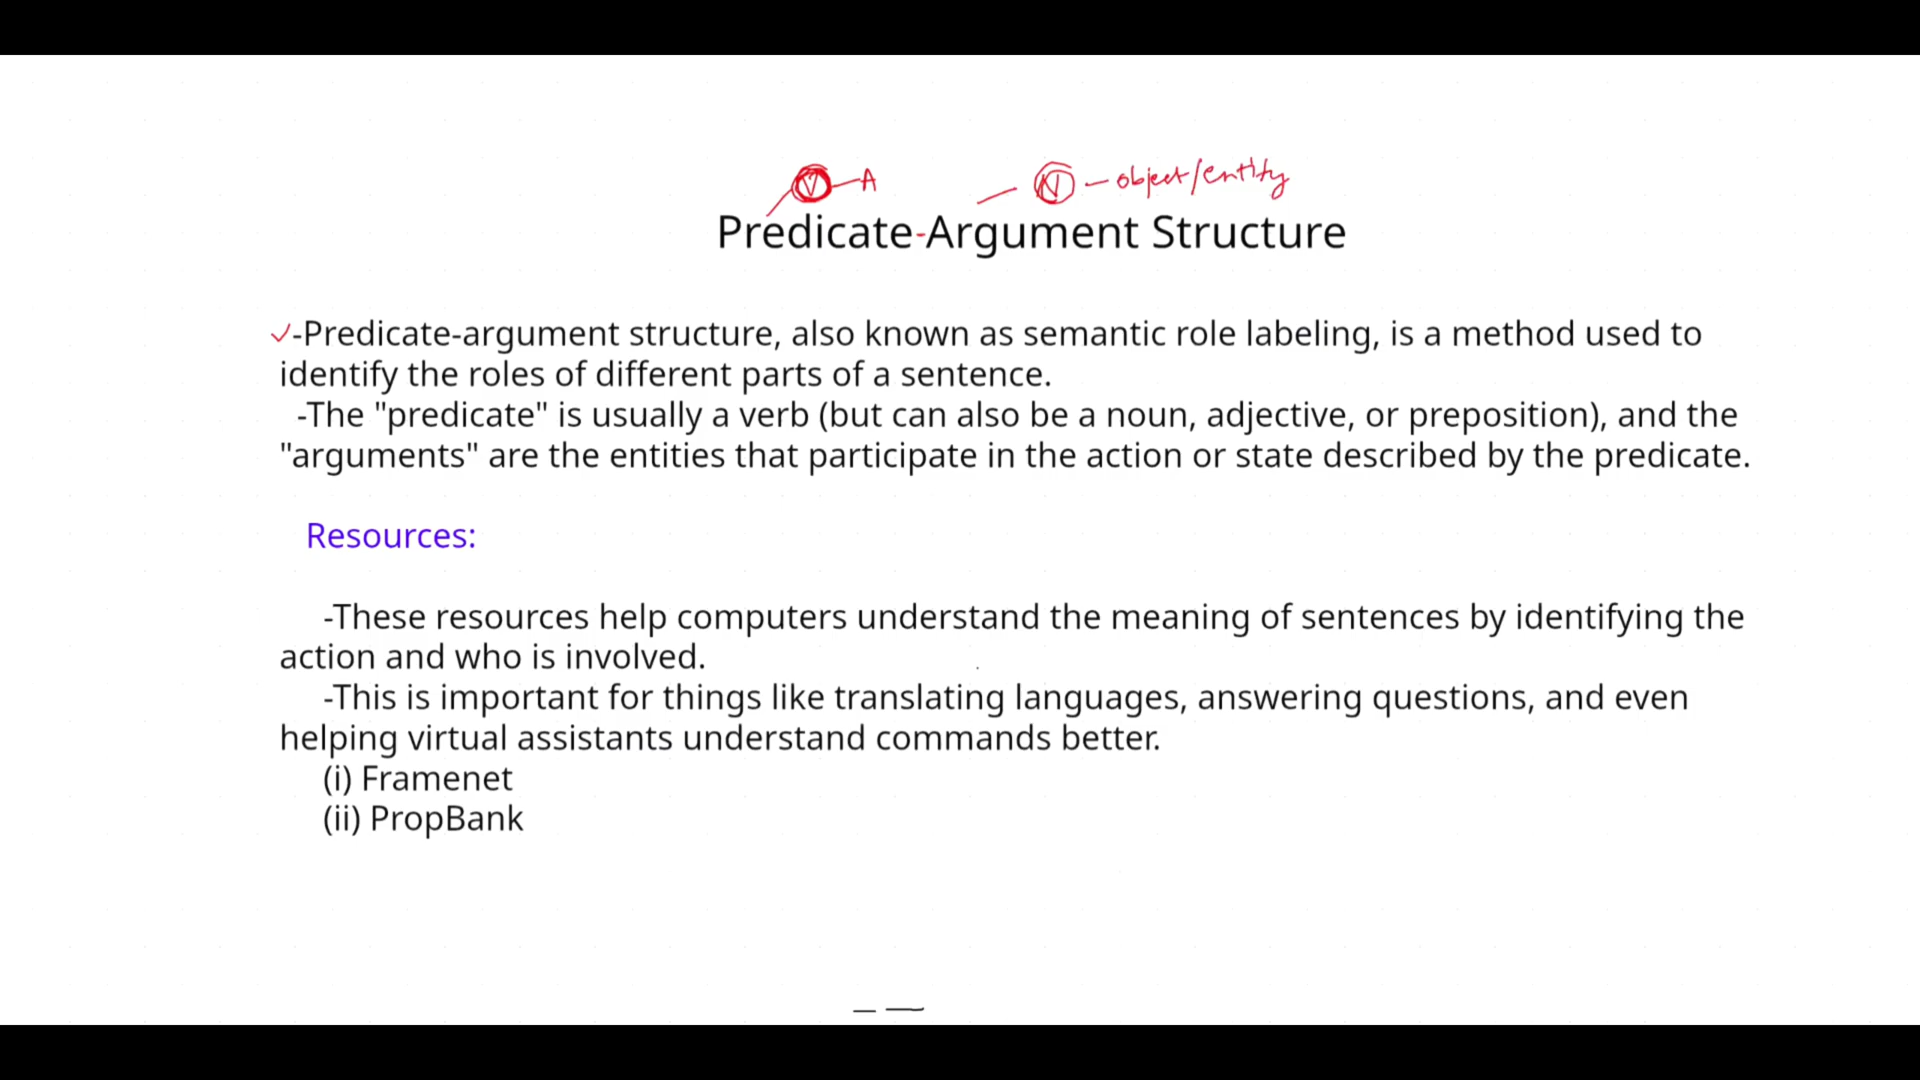 V - A N - object/entity
Predicate-Argument Structure
-Predicate-argument structure, also known as semantic role labeling, is a method used to
identify the roles of different parts of a sentence.
-The "predicate" is usually a verb (but can also be a noun, adjective, or preposition), and the
"arguments" are the entities that participate in the action or state described by the predicate.
Resources:
-These resources help computers understand the meaning of sentences by identifying the
action and who is involved.
-This is important for things like translating languages, answering questions, and even
helping virtual assistants understand commands better.
(i) Framenet
(ii) PropBank